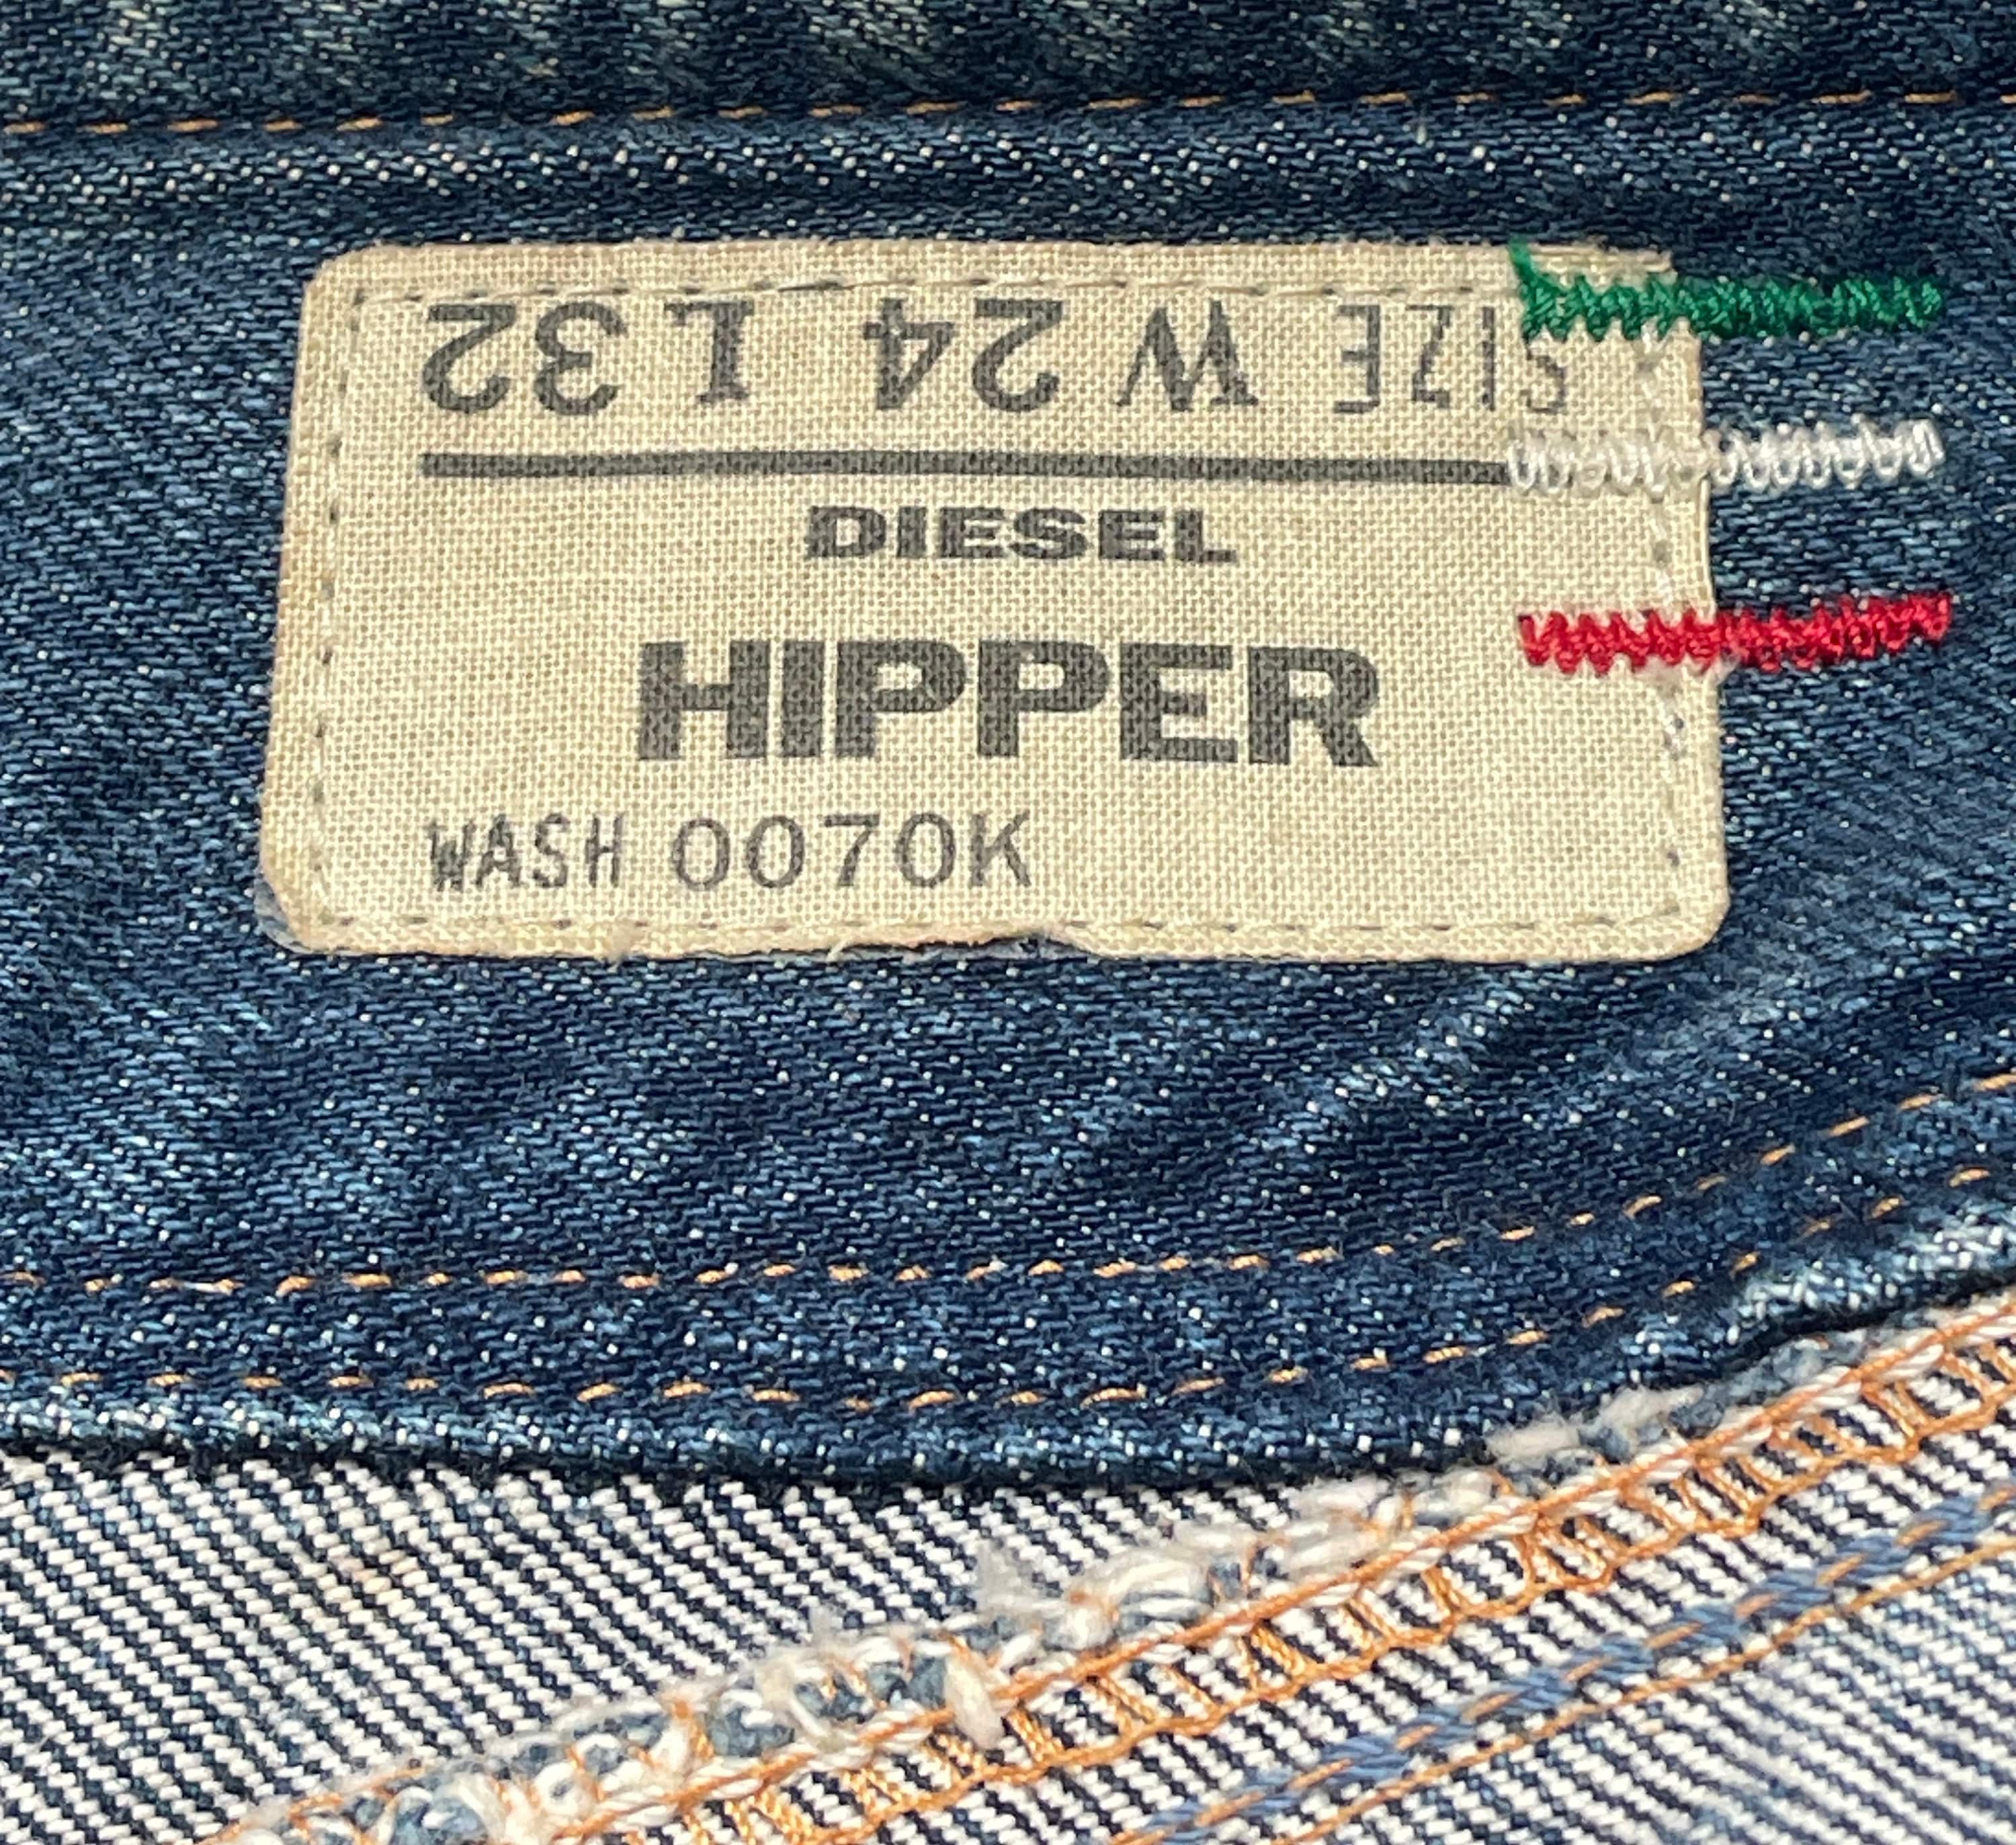 SIZE W 24 L 32
DIESEL
HIPPER
WASH 0070K